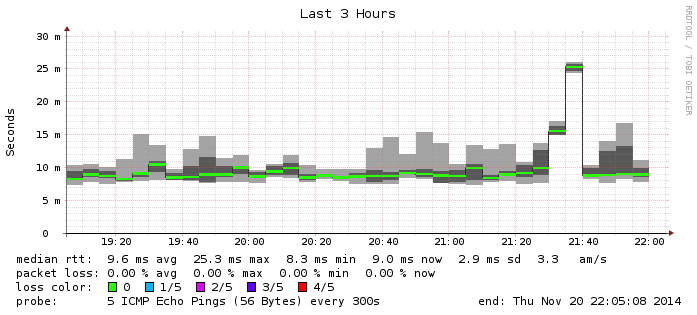 Last 3 Hours
RRDTOOL / TOBI OETIKER
Seconds
30 m
25 m
20 m
15 m
10 m
5 m
0
19:20 19:40 20:00 20:20 20:40 21:00 21:20 21:40 22:00
median rtt: 9.6 ms avg 25.3 ms max 8.3 ms min 9.0 ms now 2.9 ms sd 3.3 am/s
packet loss: 0.00 % avg 0.00 % max 0.00 % min 0.00 % now
loss color: 0 1/5 2/5 3/5 4/5
probe: 5 ICMP Echo Pings (56 Bytes) every 300s end: Thu Nov 20 22:05:08 2014